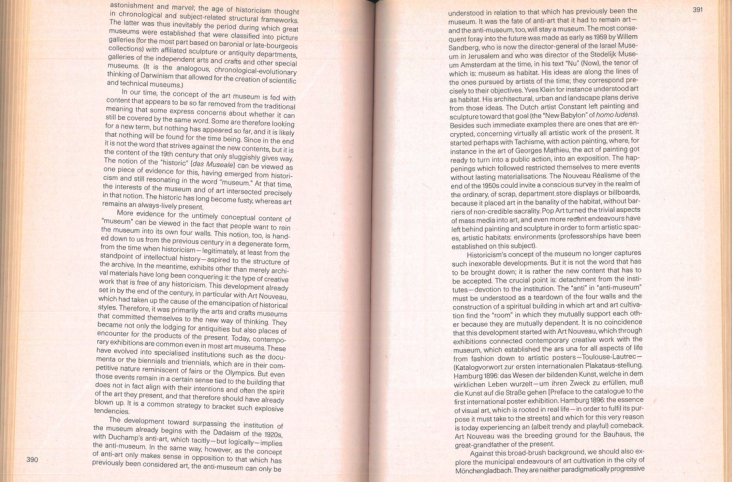 astonishment and marvel; the age of historicism thought
in chronological and subject-related structural frameworks.
The latter was thus inevitably the period during which great
museums were established that were classified into picture
galleries (for the most part based on baronial or late-bourgeois
collections) with affiliated sculpture or antiquity departments,
galleries of the independent arts and crafts and other special
museums. (It is the analogous, chronological-evolutionary
thinking of Darwinism that allowed for the creation of scientific
and technical museums.)
In our time, the concept of the art museum is fed with
content that appears to be so far removed from the traditional
meaning that some express concerns about whether it can
still be covered by the same word. Some are therefore looking
for a new term, but nothing has appeared so far, and it is likely
that nothing will be found for the time being. Since in the end
it is not the word that strives against the new contents, but it is
the content of the 19th century that only sluggishly gives way.
The notion of the "historic" [das Museale] can be viewed as
one piece of evidence for this, having emerged from histori-
cism and still resonating in the word "museum." At that time,
the interests of the museum and of art intersected precisely
in that notion. The historic has long become fusty, whereas art
remains an always-lively present.
More evidence for the untimely conceptual content of
"museum" can be viewed in the fact that people want to rein
the museum into its own four walls. This notion, too, is hand-
ed down to us from the previous century in a degenerate form,
from the time when historicism—legitimately, at least from the
standpoint of intellectual history—aspired to the structure of
the archive. In the meantime, exhibits other than merely archi-
val materials have long been conquering it: the type of creative
work that is free of any historicism. This development already
set in by the end of the century, in particular with Art Nouveau,
which had taken up the cause of the emancipation of historical
styles. Therefore, it was primarily the arts and crafts museums
that committed themselves to the new way of thinking. They
became not only the lodging for antiquities but also places of
encounter for the products of the present. Today, contempo-
rary exhibitions are common even in most art museums. These
have evolved into specialised institutions such as the docu-
menta or the biennials and triennials, which are in their com-
petitive nature reminiscent of fairs or the Olympics. But even
those events remain in a certain sense tied to the building that
does not in fact align with their intentions and often the spirit
of the art they present, and that therefore should have already
blown up. It is a common strategy to bracket such explosive
tendencies.
The development toward surpassing the institution of
the museum already begins with the Dadaism of the 1920s,
with Duchamp's anti-art, which tacitly—but logically—implies
the anti-museum. In the same way, however, as the concept
of anti-art only makes sense in opposition to that which has
previously been considered art, the anti-museum can only be
390
391
understood in relation to that which has previously been the
museum. It was the fate of anti-art that it had to remain art—
and the anti-museum, too, will stay a museum. The most conse-
quent foray into the future was made as early as 1959 by Willem
Sandberg, who is now the director-general of the Israel Muse-
um in Jerusalem and who was director of the Stedelijk Muse-
um Amsterdam at the time, in his text "Nu" (Now), the tenor of
which is: museum as habitat. His ideas are along the lines of
the ones pursued by artists of the time; they correspond pre-
cisely to their objectives. Yves Klein for instance understood art
as habitat. His architectural, urban and landscape plans derive
from those ideas. The Dutch artist Constant left painting and
sculpture toward that goal (the "New Babylon" of homo ludens).
Besides such immediate examples there are ones that are en-
crypted, concerning virtually all artistic work of the present. It
started perhaps with Tachisme, with action painting, where, for
instance in the art of Georges Mathieu, the act of painting got
ready to turn into a public action, into an exposition. The hap-
penings which followed restricted themselves to mere events
without lasting materialisations. The Nouveau Réalisme of the
end of the 1950s could invite a conscious survey in the realm of
the ordinary, of scrap, department store displays or billboards,
because it placed art in the banality of the habitat, without bar-
riers of non-credible sacrality. Pop Art turned the trivial aspects
of mass media into art, and even more recent endeavours have
left behind painting and sculpture in order to form artistic spac-
es, artistic habitats: environments (professorships have been
established on this subject).
Historicism's concept of the museum no longer captures
such inexorable developments. But it is not the word that has
to be brought down; it is rather the new content that has to
be accepted. The crucial point is: detachment from the insti-
tutes—devotion to the institution. The "anti" in "anti-museum"
must be understood as a teardown of the four walls and the
construction of a spiritual building in which art and art cultiva-
tion find the "room" in which they mutually support each oth-
er because they are mutually dependent. It is no coincidence
that this development started with Art Nouveau, which through
exhibitions connected contemporary creative work with the
museum, which established the ars una for all aspects of life
from fashion down to artistic posters—Toulouse-Lautrec—
(Katalogvorwort zur ersten internationalen Plakataus-stellung.
Hamburg 1896: das Wesen der bildenden Kunst, welche in dem
wirklichen Leben wurzelt—um ihren Zweck zu erfüllen, muß
die Kunst auf die Straße gehen [Preface to the catalogue to the
first international poster exhibition. Hamburg 1896: the essence
of visual art, which is rooted in real life—in order to fulfil its pur-
pose it must take to the streets] and which for this very reason
is today experiencing an (albeit trendy and playful) comeback.
Art Nouveau was the breeding ground for the Bauhaus, the
great-grandfather of the present.
Against this broad-brush background, we should also ex-
plore the municipal endeavours of art cultivation in the city of
Mönchengladbach. They are neither paradigmatically progressive